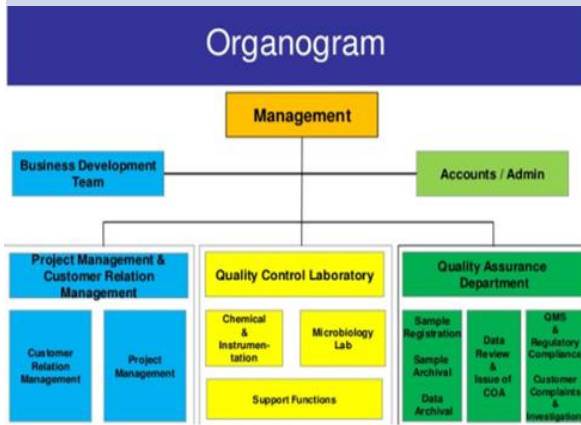 Organogram
Management
Business Development
Team
Accounts / Admin
Project Management &
Customer Relation
Management
Customer
Relation
Management
Project
Management
Quality Control Laboratory
Chemical
&
Instrumen-
tation
Microbiology
Lab
Support Functions
Quality Assurance
Department
Sample
Registration
Sample
Archival
Data
Archival
Data
Review
&
Issue of
COA
QMS
&
Regulatory
Compliance
Customer
Complaints
&
Investigation